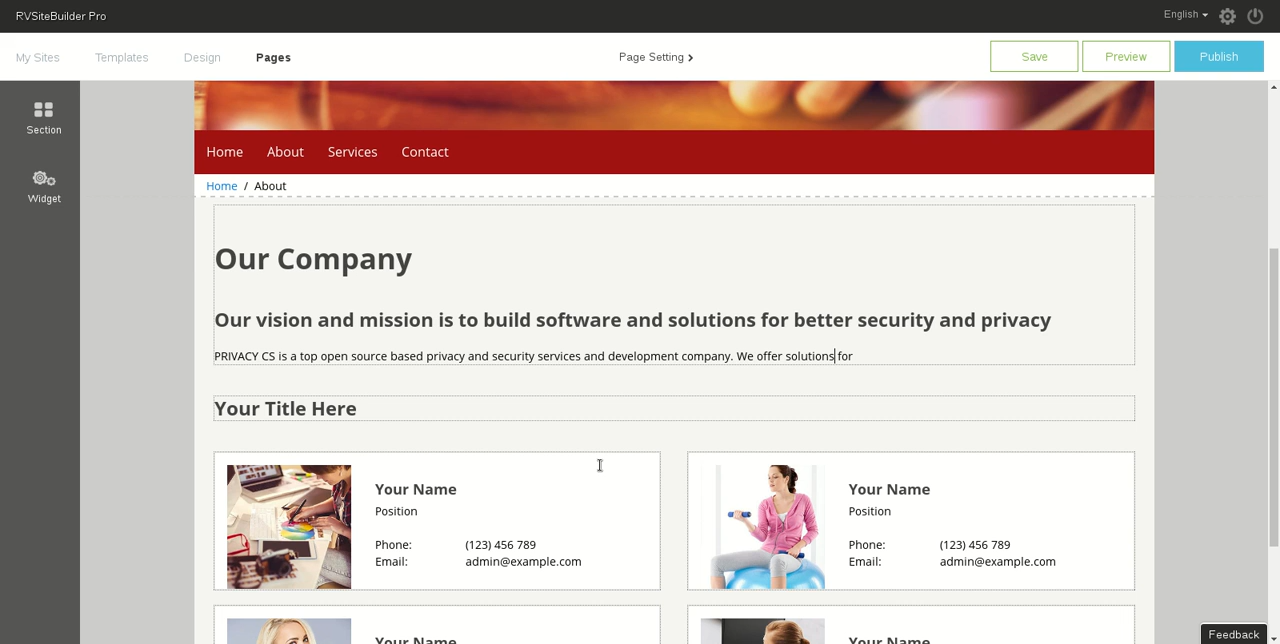 RVSiteBuilder Pro
English
My Sites Templates Design Pages Page Setting Save Preview Publish
Section
Widget
Home About Services Contact
Home / About
Our Company
Our vision and mission is to build software and solutions for better security and privacy
PRIVACY CS is a top open source based privacy and security services and development company. We offer solutions for
Your Title Here
Your Name
Position
Phone: (123) 456 789
Email: admin@example.com
Your Name
Position
Phone: (123) 456 789
Email: admin@example.com
Your Name
Your Name
Feedback